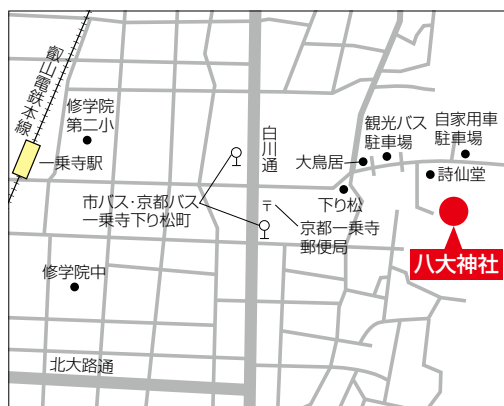 叡山電鉄本線
修学院
第二小
一乗寺駅
白川通
観光バス
駐車場
自家用車
駐車場
大鳥居
詩仙堂
下り松
市バス・京都バス
一乗寺下り松町
〒
京都一乗寺
郵便局
八大神社
修学院中
北大路通